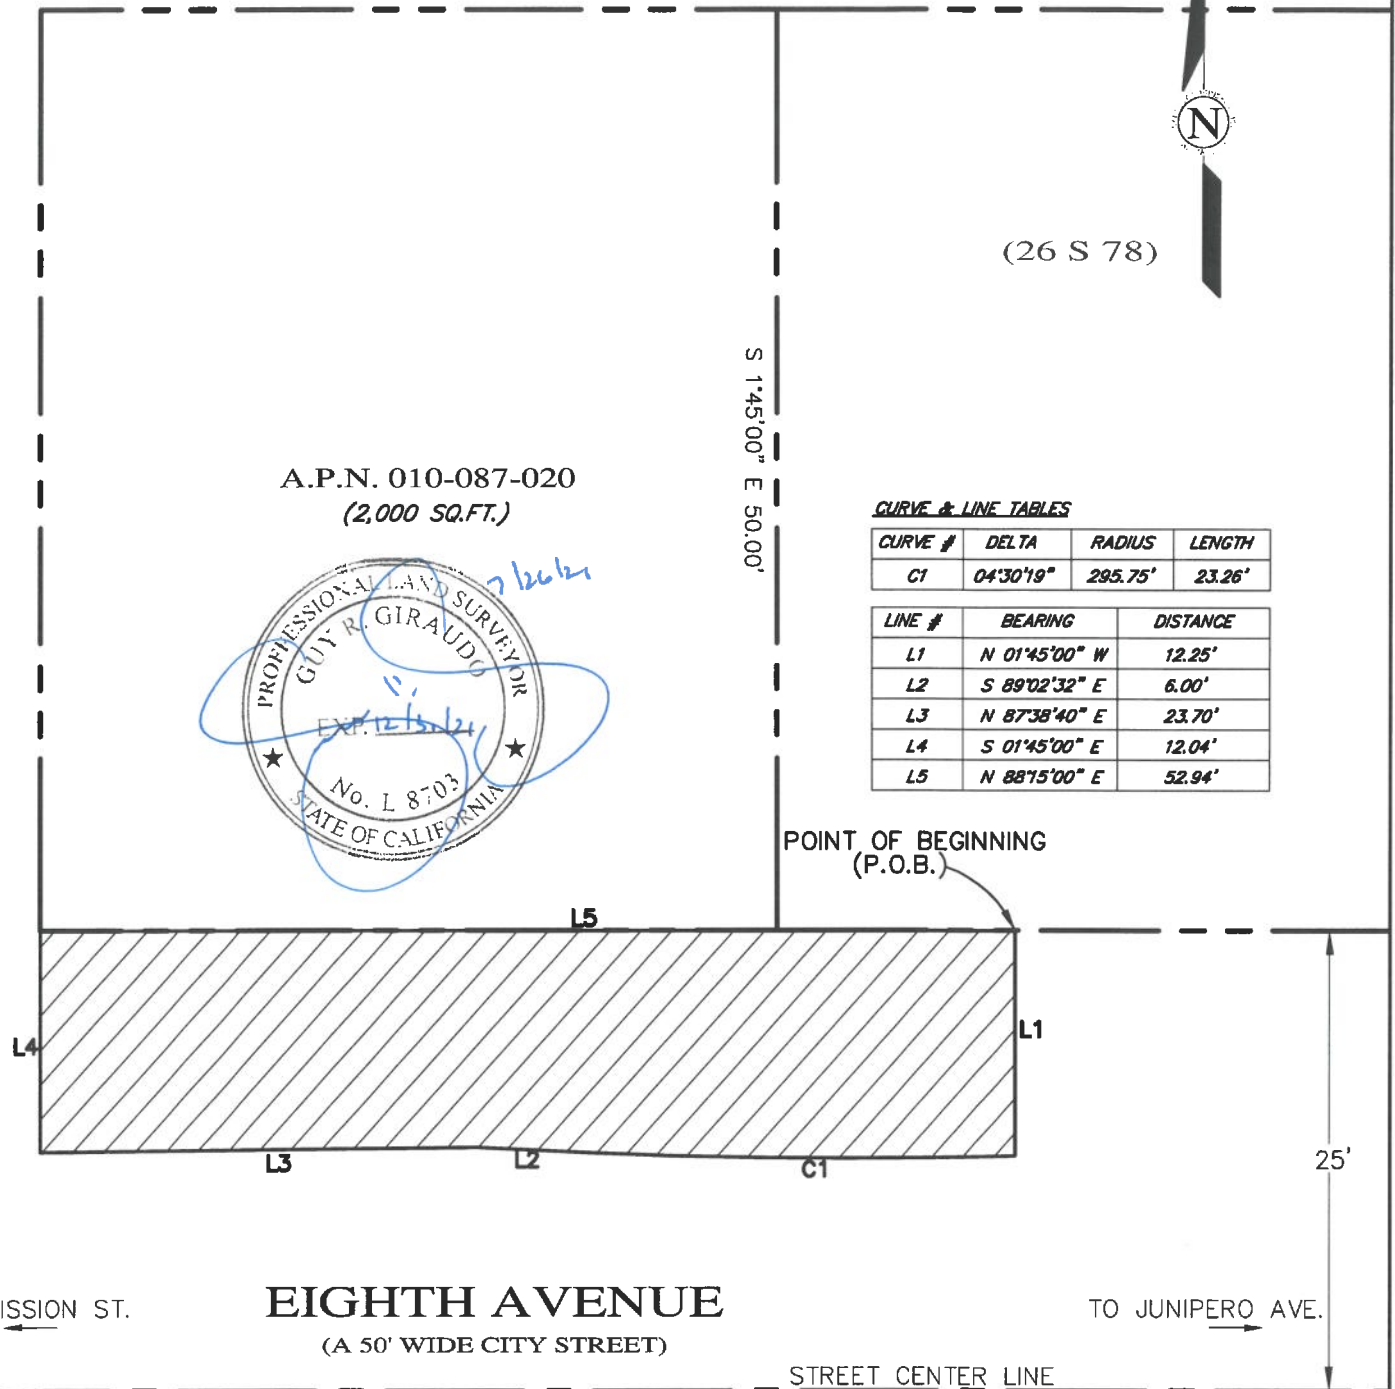 N
(26 S 78)
S 1°45'00" E 50.00'
A.P.N. 010-087-020
(2,000 SQ.FT.)
7/26/21
PROFESSIONAL LAND SURVEYOR
GUY R. GIRAUDO
EXP. 12/31/21
No. L 8703
STATE OF CALIFORNIA
CURVE & LINE TABLES
CURVE # DELTA RADIUS LENGTH
C1 04°30'19" 295.75' 23.26'
LINE # BEARING DISTANCE
L1 N 01°45'00" W 12.25'
L2 S 89°02'32" E 6.00'
L3 N 87°38'40" E 23.70'
L4 S 01°45'00" E 12.04'
L5 N 88°15'00" E 52.94'
POINT OF BEGINNING
(P.O.B.)
L5
L4
L1
L3
L2
C1
25'
EIGHTH AVENUE
(A 50' WIDE CITY STREET)
ISSION ST.
TO JUNIPERO AVE.
STREET CENTER LINE